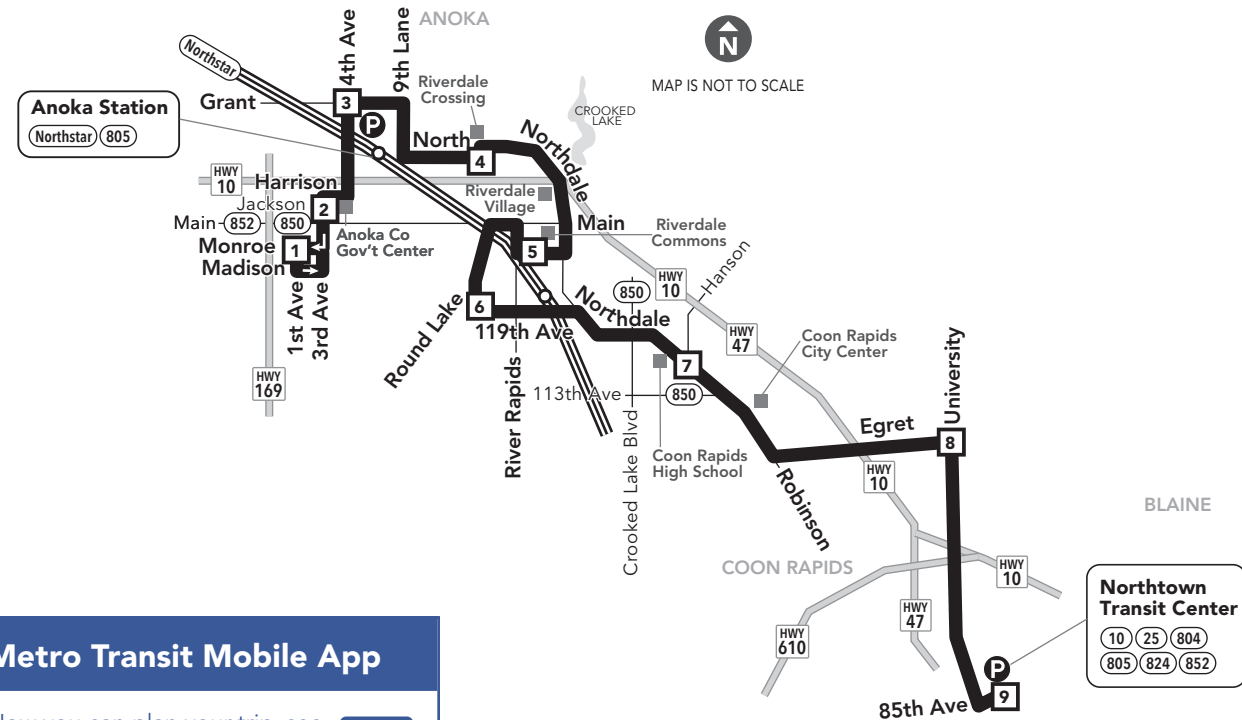 ANOKA
Northstar
4th Ave
9th Lane
N
MAP IS NOT TO SCALE
Anoka Station
Northstar 805
Grant
3
P
Riverdale
Crossing
CROOKED
LAKE
North
4
Northdale
HWY
10
Harrison
Jackson
2
Riverdale
Village
Main 852 850
Anoka Co
Gov't Center
Main
Riverdale
Commons
Monroe
1
Madison
5
1st Ave
3rd Ave
HWY
169
Round Lake
6
119th Ave
River Rapids
Northdale
850
HWY
10
Hanson
HWY
47
7
113th Ave 850
Crooked Lake Blvd
Coon Rapids
High School
Coon Rapids
City Center
Robinson
Egret
University
8
HWY
10
BLAINE
COON RAPIDS
HWY
10
HWY
47
HWY
610
Northtown
Transit Center
10 25 804
805 824 852
P
9
85th Ave
Metro Transit Mobile App